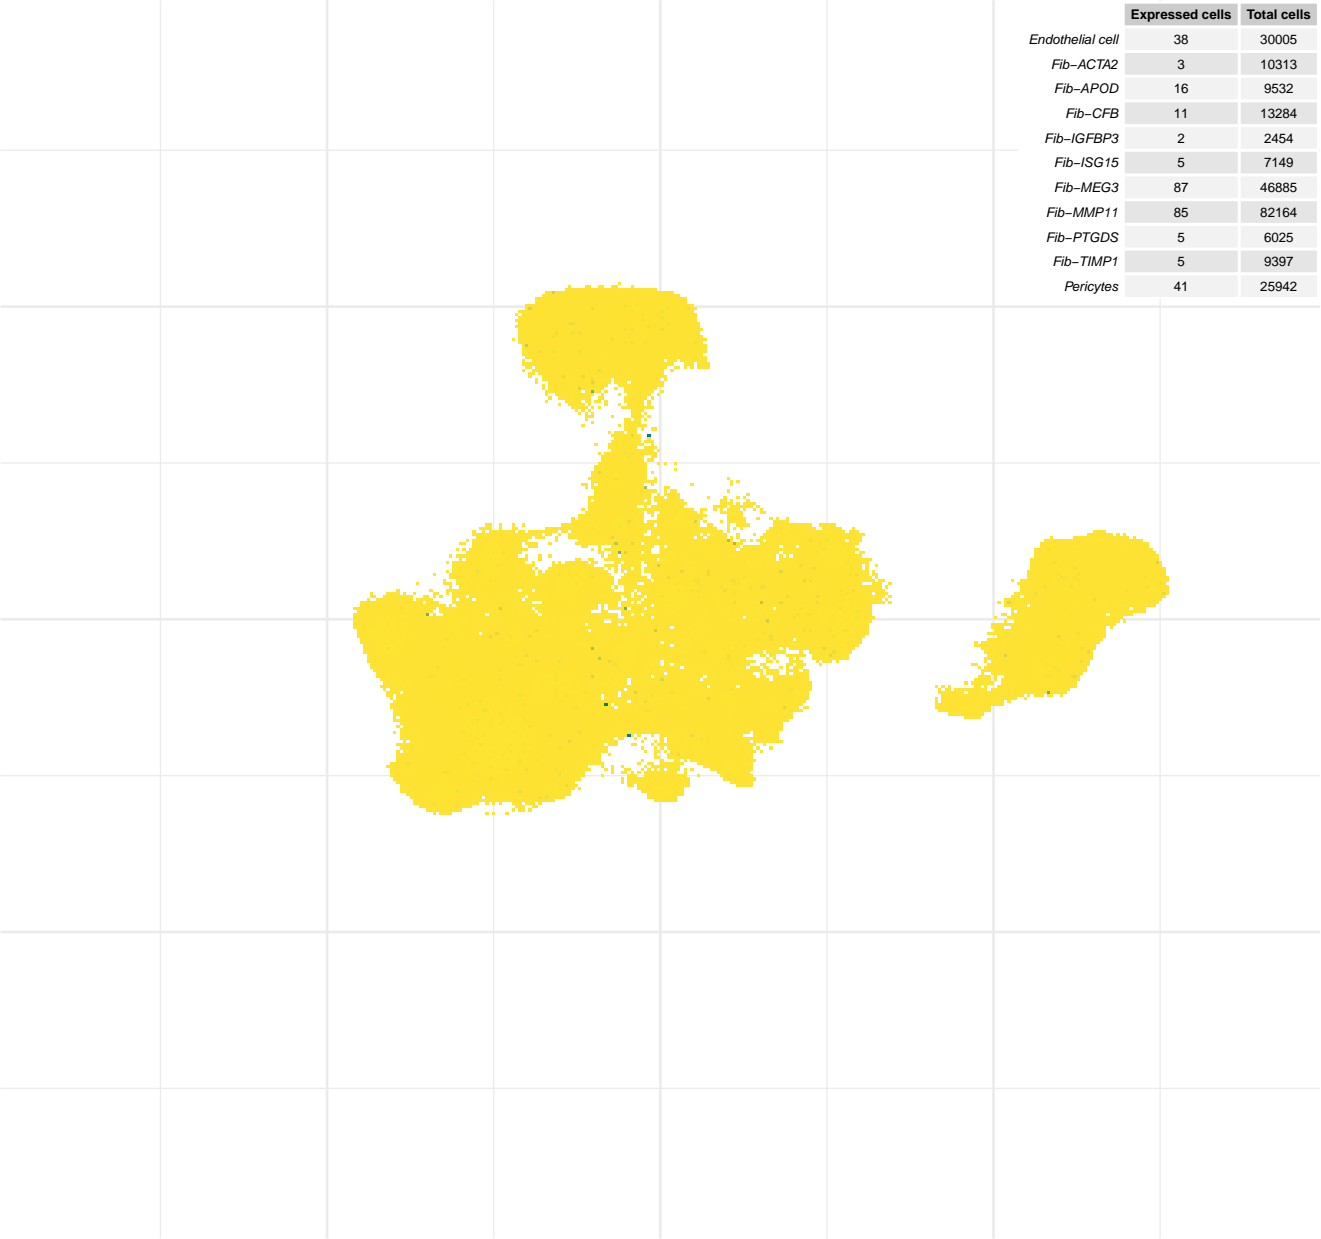 Expressed cells Total cells
Endothelial cell 38 30005
Fib−ACTA2 3 10313
Fib−APOD 16 9532
Fib−CFB 11 13284
Fib−IGFBP3 2 2454
Fib−ISG15 5 7149
Fib−MEG3 87 46885
Fib−MMP11 85 82164
Fib−PTGDS 5 6025
Fib−TIMP1 5 9397
Pericytes 41 25942